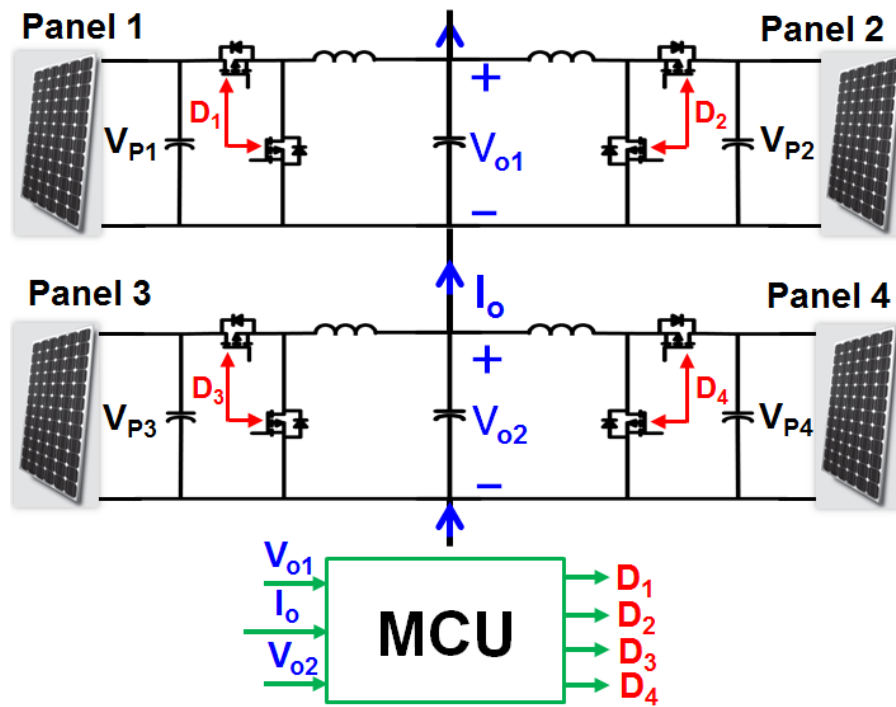 Panel 1
Panel 2
D1
D2
VP1
+
Vo1
−
VP2
Panel 3
Io
Panel 4
D3
D4
VP3
+
Vo2
−
VP4
Vo1
Io
Vo2
MCU
D1
D2
D3
D4